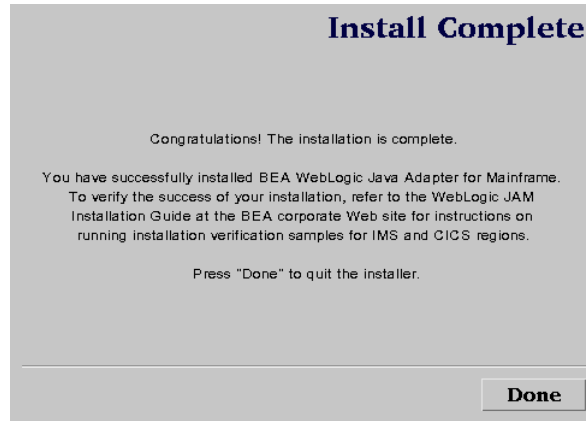 Install Complete
Congratulations! The installation is complete.
You have successfully installed BEA WebLogic Java Adapter for Mainframe.
To verify the success of your installation, refer to the WebLogic JAM
Installation Guide at the BEA corporate Web site for instructions on
running installation verification samples for IMS and CICS regions.
Press "Done" to quit the installer.
Done